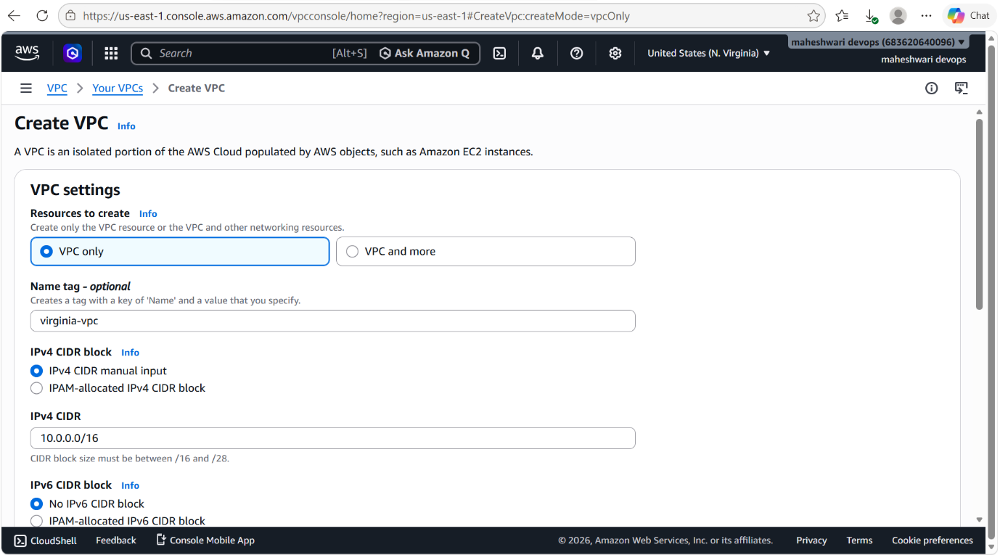 https://us-east-1.console.aws.amazon.com/vpcconsole/home?region=us-east-1#CreateVpc:createMode=vpcOnly
Chat
aws
Search [Alt+S] Ask Amazon Q
United States (N. Virginia)
maheshwari devops (683620640096)
maheshwari devops
VPC > Your VPCs > Create VPC
Create VPC Info
A VPC is an isolated portion of the AWS Cloud populated by AWS objects, such as Amazon EC2 instances.
VPC settings
Resources to create Info
Create only the VPC resource or the VPC and other networking resources.
VPC only
VPC and more
Name tag - optional
Creates a tag with a key of 'Name' and a value that you specify.
virginia-vpc
IPv4 CIDR block Info
IPv4 CIDR manual input
IPAM-allocated IPv4 CIDR block
IPv4 CIDR
10.0.0.0/16
CIDR block size must be between /16 and /28.
IPv6 CIDR block Info
No IPv6 CIDR block
IPAM-allocated IPv6 CIDR block
CloudShell Feedback Console Mobile App © 2026, Amazon Web Services, Inc. or its affiliates. Privacy Terms Cookie preferences